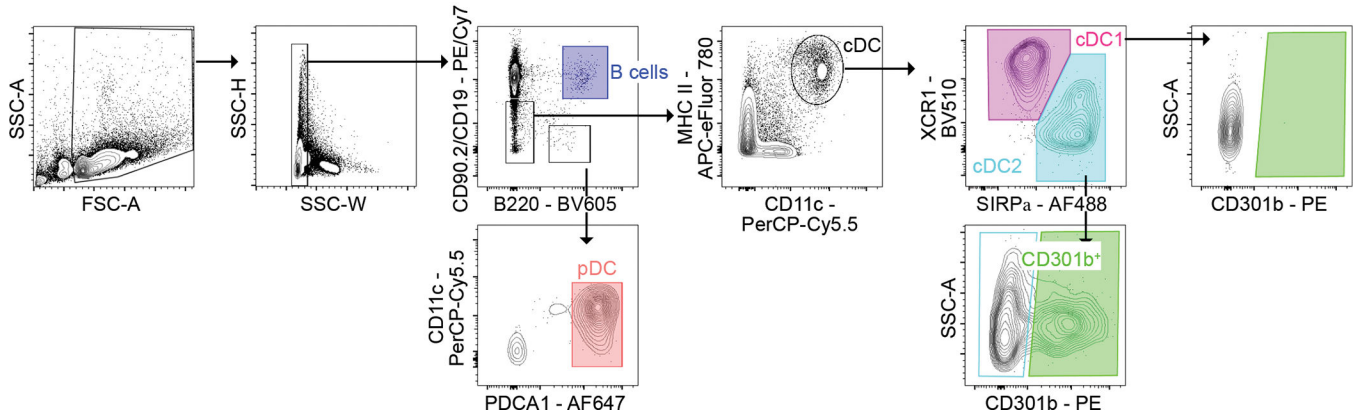 SSC-A
FSC-A
SSC-H
SSC-W
CD90.2/CD19 - PE/Cy7
B cells
B220 - BV605
MHC II -
APC-eFluor 780
cDC
CD11c -
PerCP-Cy5.5
XCR1 -
BV510
cDC1
cDC2
SIRPa - AF488
SSC-A
CD301b - PE
CD11c -
PerCP-Cy5.5
pDC
PDCA1 - AF647
SSC-A
CD301b⁺
CD301b - PE